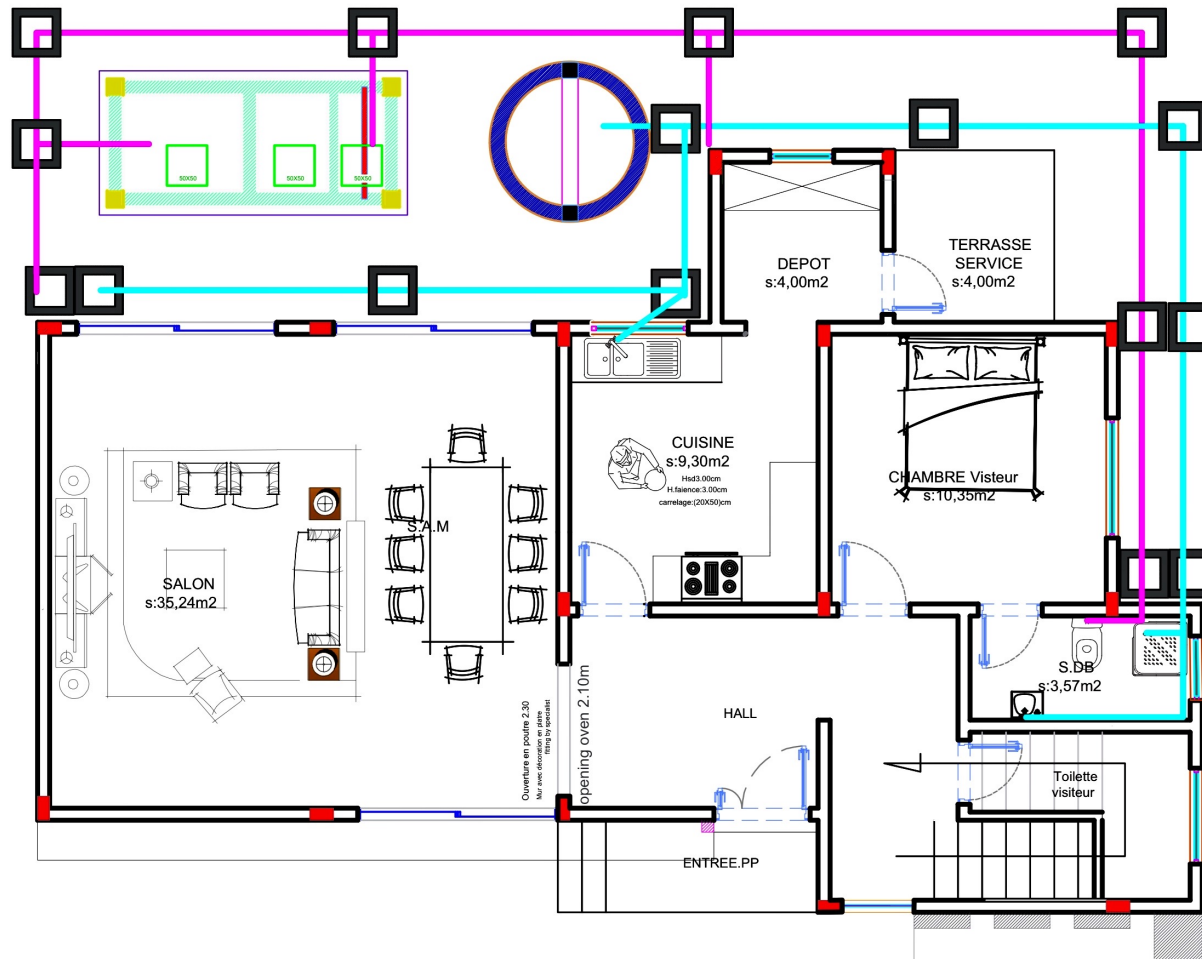 50X50
50X50
50X50
DEPOT
s:4,00m2
TERRASSE
SERVICE
s:4,00m2
CUISINE
s:9,30m2
Hsd3.00cm
H.faience:3.00cm
carrelage:(20X50)cm
CHAMBRE Visteur
s:10,35m2
S.A.M
SALON
s:35,24m2
S.DB
s:3,57m2
HALL
Ouverture en poutre 2.30
Mur avec décoration en platre
fitting by specialist
opening oven 2.10m
Toilette
visiteur
ENTREE.PP